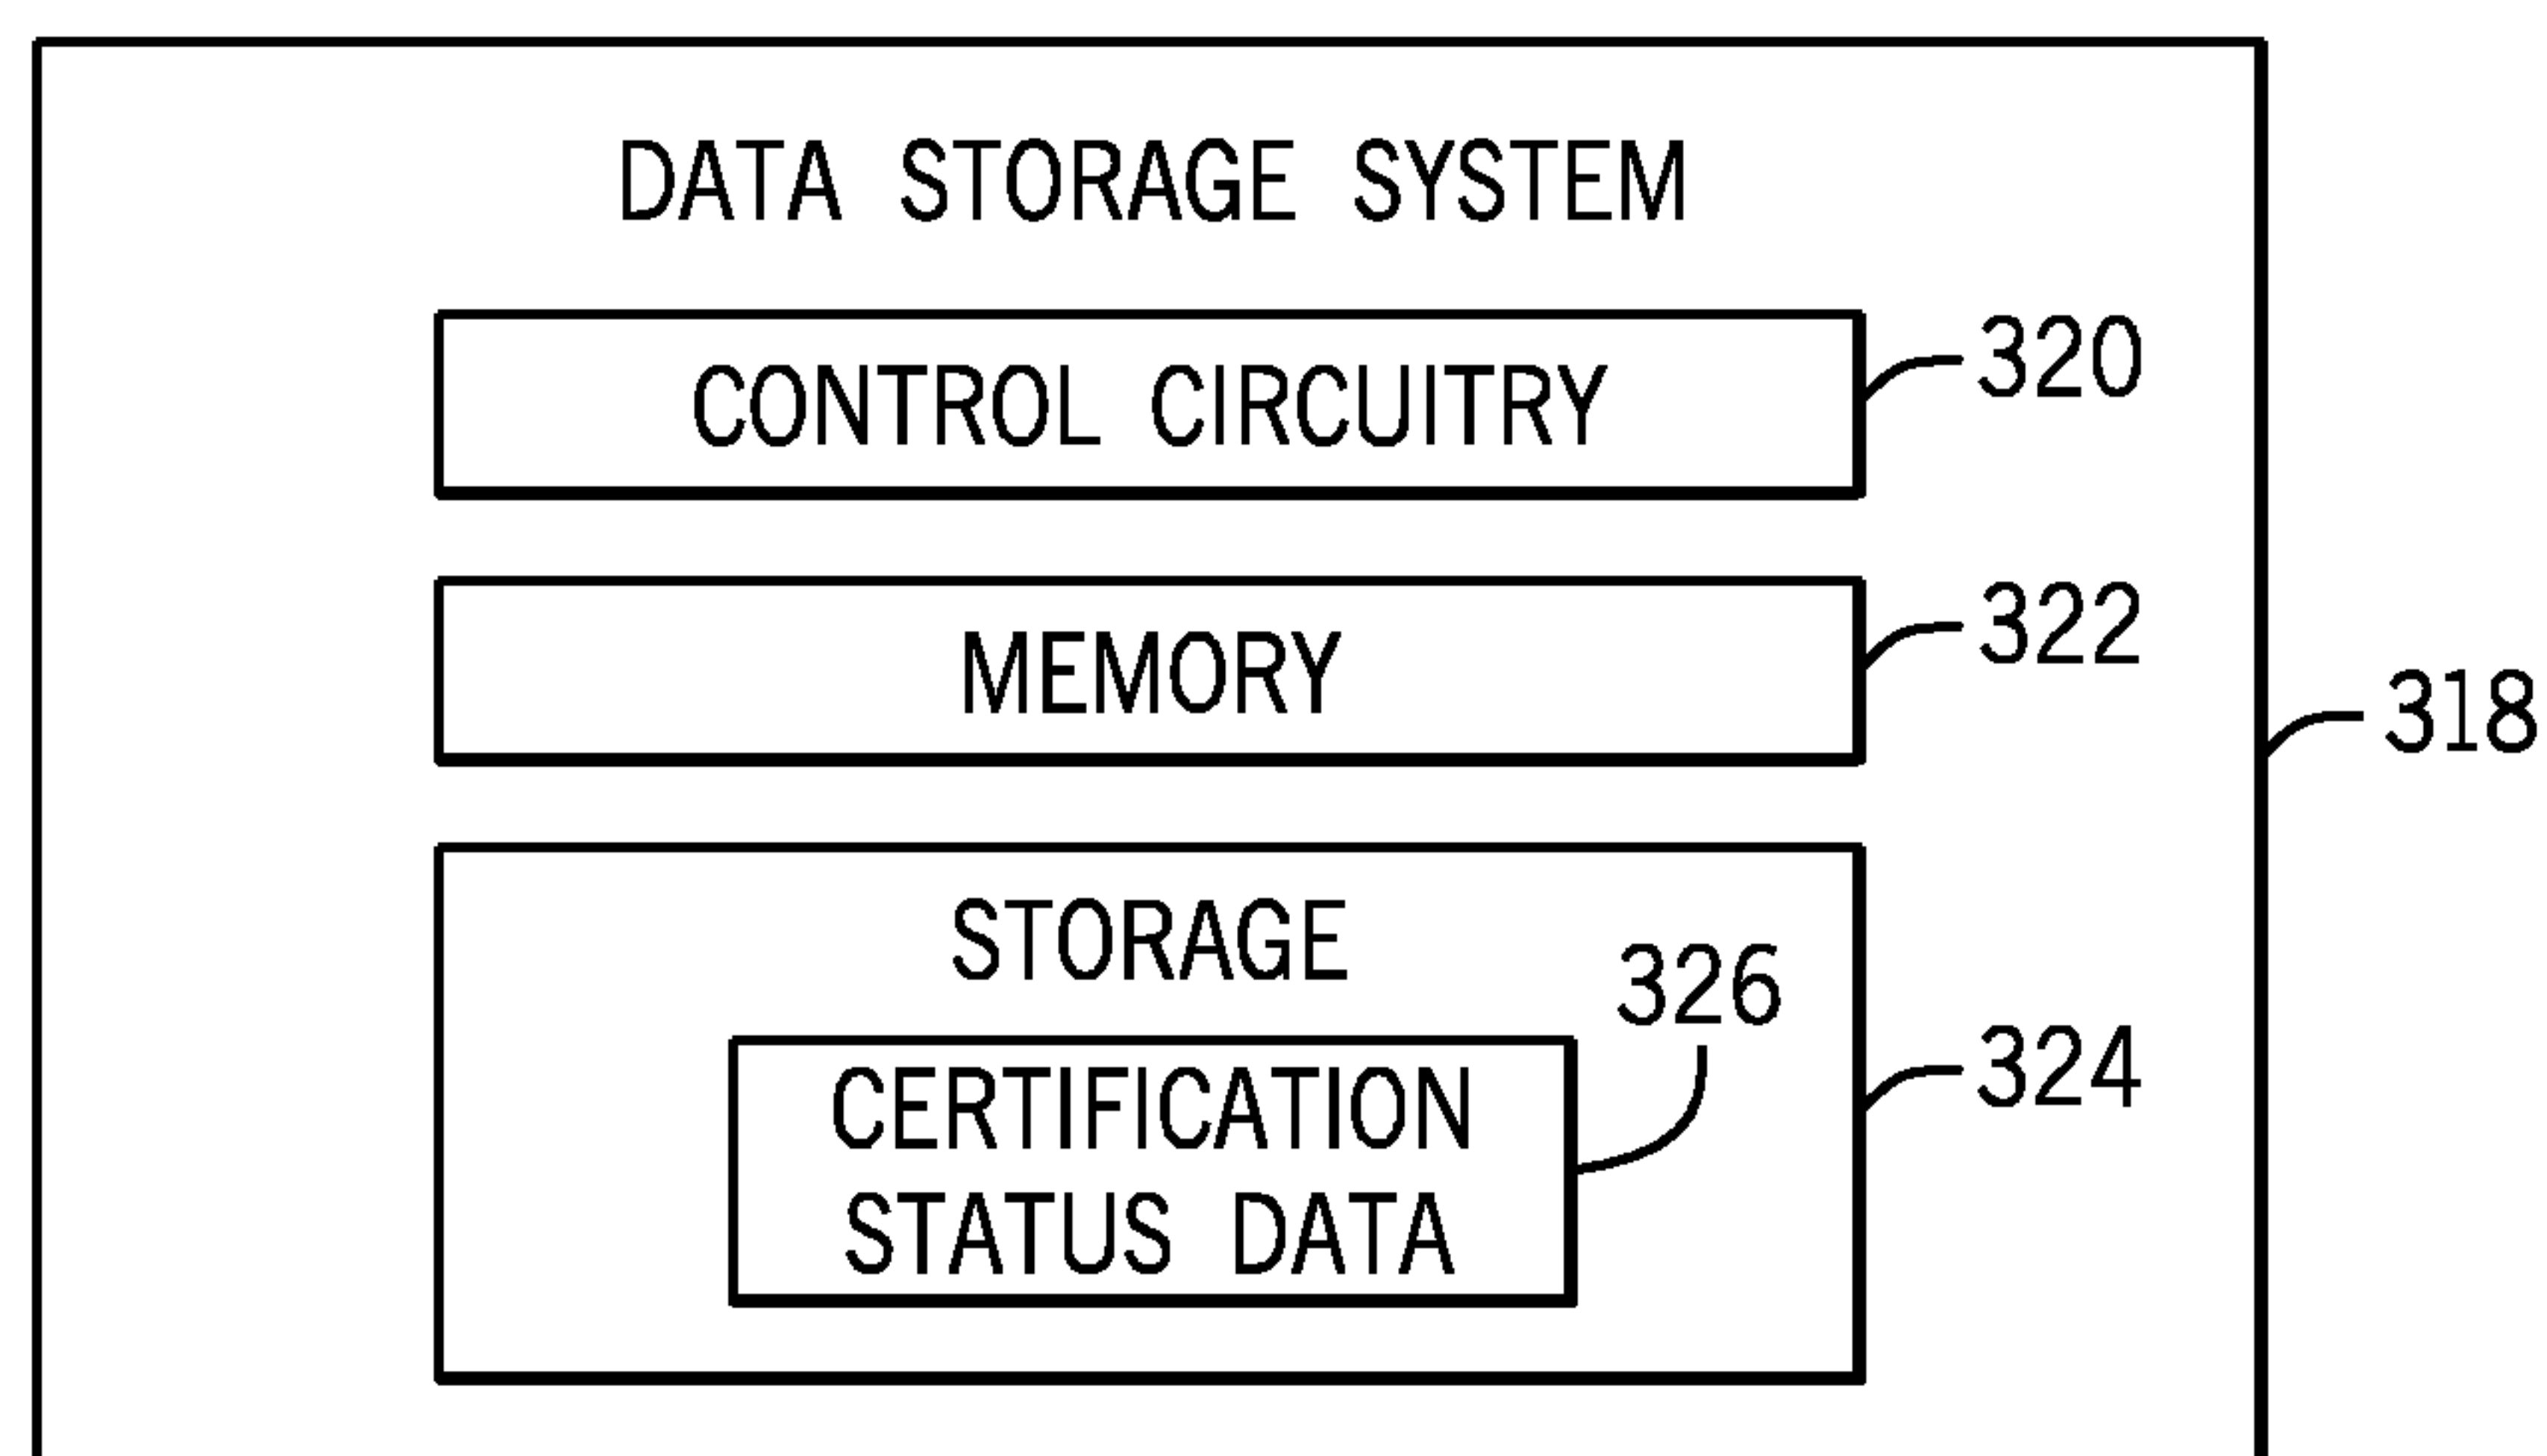 DATA STORAGE SYSTEM
CONTROL CIRCUITRY
320
MEMORY
322
318
STORAGE
326
CERTIFICATION
STATUS DATA
324